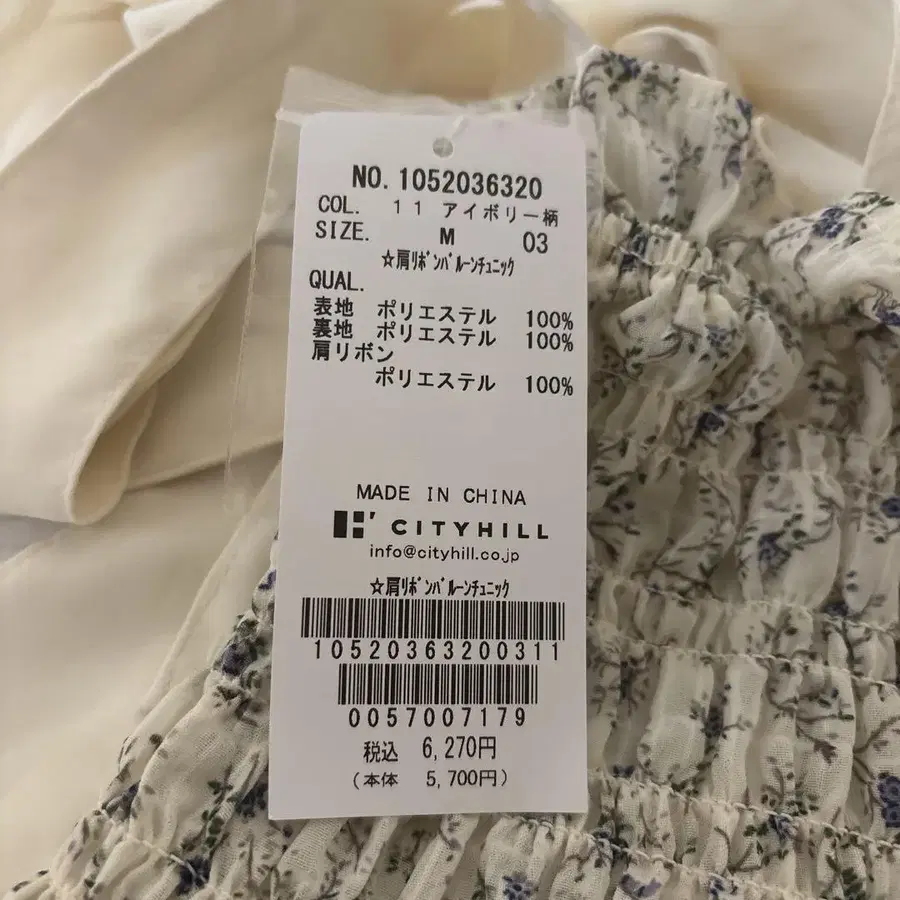 NO. 1052036320
COL. 11 アイボリー柄
SIZE. M 03
☆肩ﾘﾎﾞﾝﾊﾞﾙｰﾝﾁｭﾆｯｸ
QUAL.
表地 ポリエステル 100%
裏地 ポリエステル 100%
肩リボン
ポリエステル 100%
MADE IN CHINA
CITYHILL
info@cityhill.co.jp
☆肩ﾘﾎﾞﾝﾊﾞﾙｰﾝﾁｭﾆｯｸ
10520363200311
0057007179
税込 6,270円
(本体 5,700円)